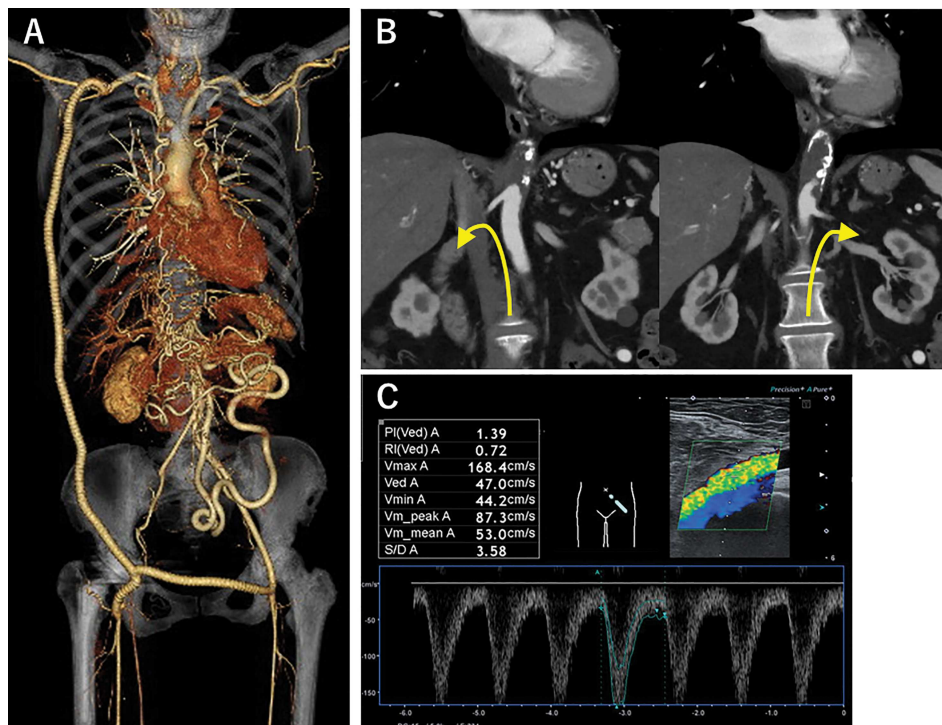 A
B
C
Precision+ A Pure+
PI(Ved) A 1.39
RI(Ved) A 0.72
Vmax A 168.4cm/s
Ved A 47.0cm/s
Vmin A 44.2cm/s
Vm_peak A 87.3cm/s
Vm_mean A 53.0cm/s
S/D A 3.58
0
6
A
cm/s
-50
-100
-150
-6.0 -5.0 -4.0 -3.0 -2.0 -1.0 0